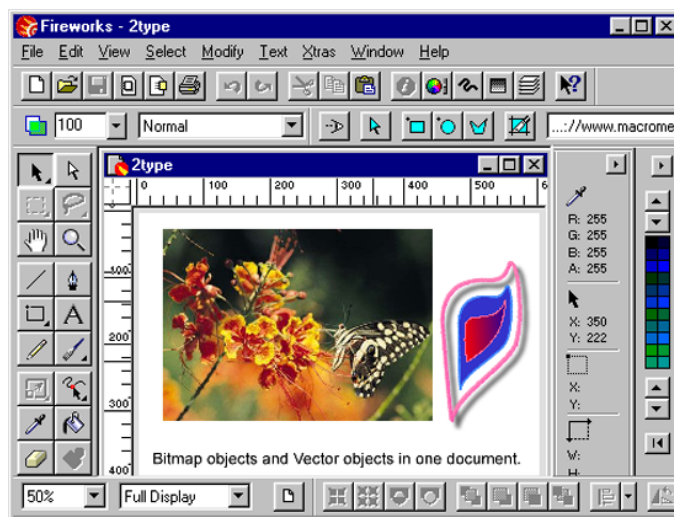 Fireworks - 2type
File Edit View Select Modify Text Xtras Window Help
100 Normal ...://www.macrome
2type
0 100 200 300 400 500 6
R: 255
G: 255
B: 255
A: 255
100
X: 350
Y: 222
200
X:
Y:
300
W:
H:
400
Bitmap objects and Vector objects in one document.
50% Full Display